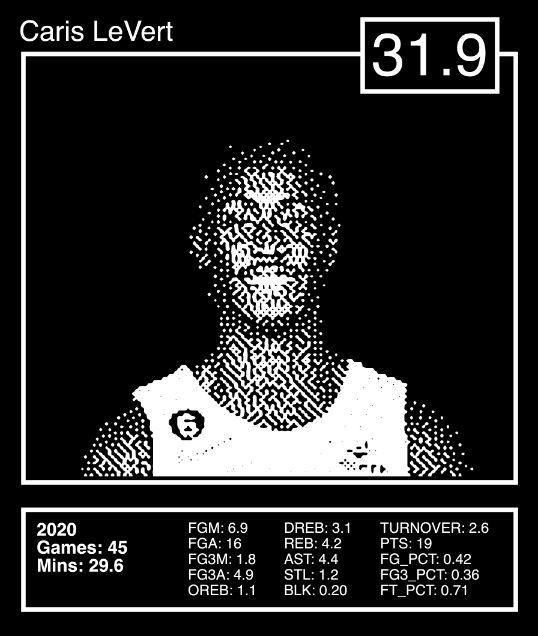 Caris LeVert
31.9
2020
Games: 45
Mins: 29.6
FGM: 6.9
FGA: 16
FG3M: 1.8
FG3A: 4.9
OREB: 1.1
DREB: 3.1
REB: 4.2
AST: 4.4
STL: 1.2
BLK: 0.20
TURNOVER: 2.6
PTS: 19
FG_PCT: 0.42
FG3_PCT: 0.36
FT_PCT: 0.71